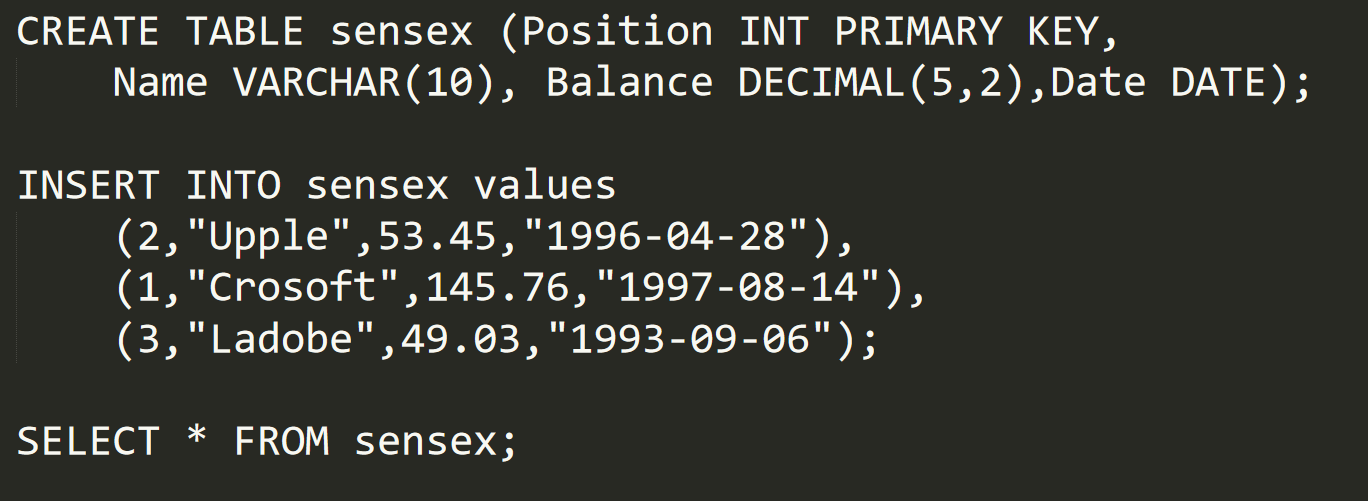 CREATE TABLE sensex (Position INT PRIMARY KEY,
    Name VARCHAR(10), Balance DECIMAL(5,2),Date DATE);
INSERT INTO sensex values
    (2,"Upple",53.45,"1996-04-28"),
    (1,"Crosoft",145.76,"1997-08-14"),
    (3,"Ladobe",49.03,"1993-09-06");
SELECT * FROM sensex;